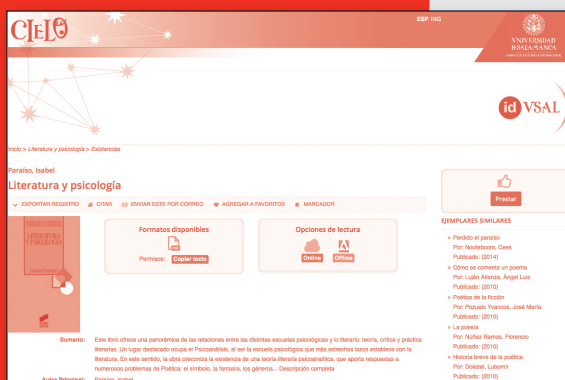 CIELO
ESP ING
VNIVERSIDAD
D SALAMANCA
id VSAL
Inicio > Literatura y psicología > Existencias
Paraíso, Isabel
Literatura y psicología
EXPORTAR REGISTRO CITAR ENVIAR ESTE POR CORREO AGREGAR A FAVORITOS MARCADOR
LITERATURA
Y PSICOLOGÍA
Formatos disponibles
Permisos: Copiar texto
Opciones de lectura
Online Offline
Sumario: Este libro ofrece una panorámica de las relaciones entre las distintas escuelas psicológicas y lo literario: teoría, crítica y práctica
literarias. Un lugar destacado ocupa el Psicoanálisis, al ser la escuela psicológica que más estrechos lazos establece con la
literatura. En este sentido, la obra preconiza la existencia de una teoría literaria psicoanalítica, que aporta respuestas a
numerosos problemas de Poética: el símbolo, la fantasía, los géneros... Descripción completa
Autor Principal: Paraíso, Isabel
Prestar
EJEMPLARES SIMILARES
Perdido el paraíso
Por: Nooteboom, Cees
Publicado: (2014)
Cómo se comenta un poema
Por: Luján Atienza, Ángel Luis
Publicado: (2010)
Poética de la ficción
Por: Pozuelo Yvancos, José María
Publicado: (2010)
La poesía
Por: Núñez Ramos, Florencio
Publicado: (2010)
Historia breve de la poética
Por: Dolezel, Lubomír
Publicado: (2010)